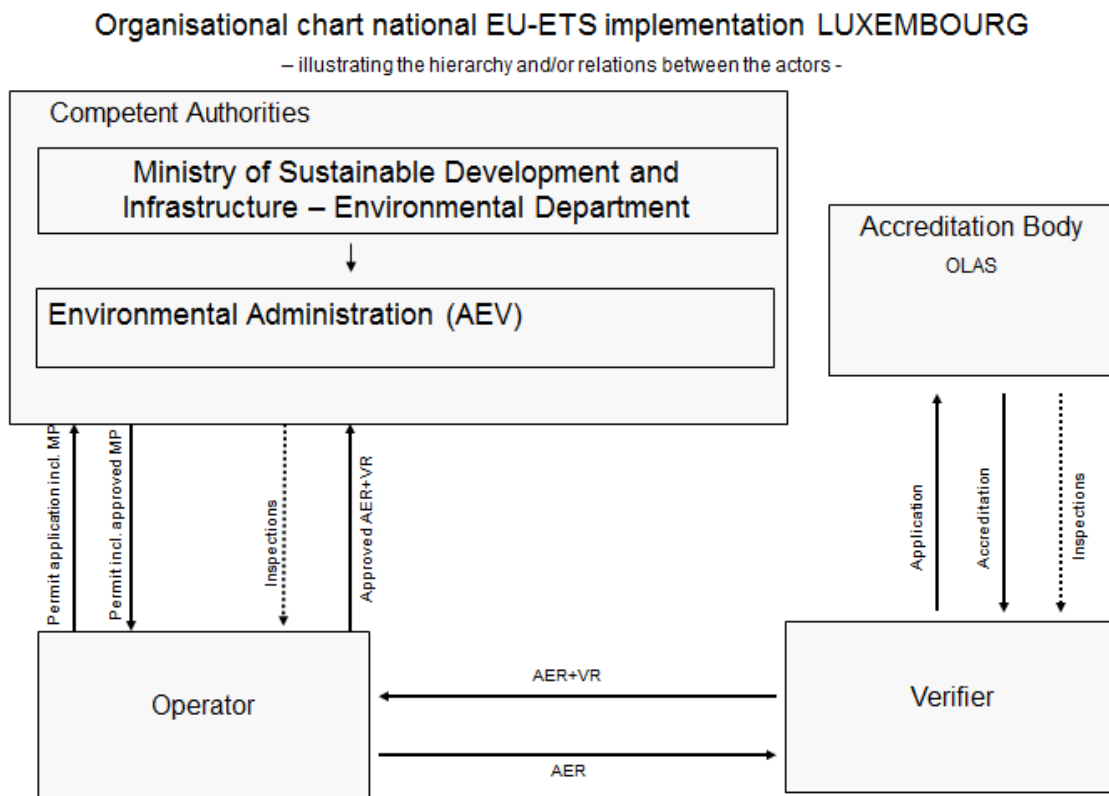 Organisational chart national EU-ETS implementation LUXEMBOURG
– illustrating the hierarchy and/or relations between the actors -
Competent Authorities
Ministry of Sustainable Development and
Infrastructure – Environmental Department
Environmental Administration (AEV)
Accreditation Body
OLAS
Permit application incl. MP
Permit incl. approved MP
Inspections
Approved AER+VR
Application
Accreditation
Inspections
Operator
AER+VR
AER
Verifier